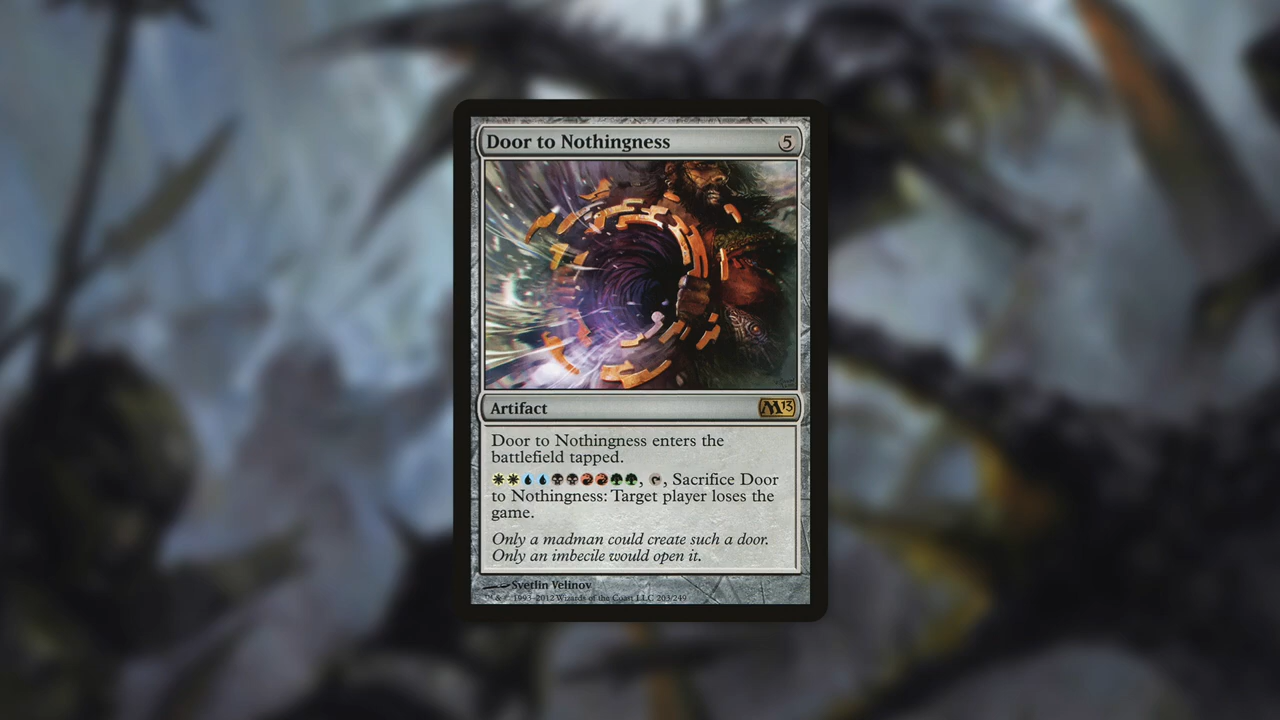 Door to Nothingness 5
Artifact M13
Door to Nothingness enters the
battlefield tapped.
, , Sacrifice Door
to Nothingness: Target player loses the
game.
Only a madman could create such a door.
Only an imbecile would open it.
Svetlin Velinov
™ & © 1993–2012 Wizards of the Coast LLC 203/249